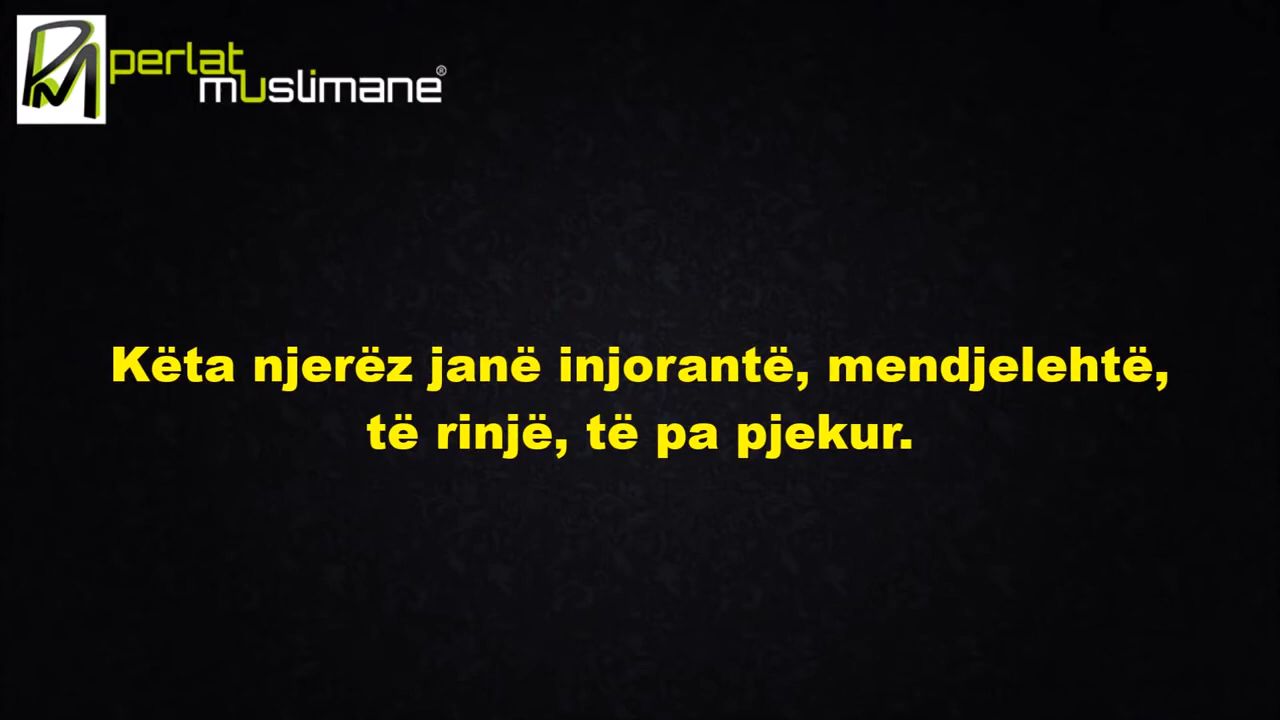 perlat
muslimane®
Këta njerëz janë injorantë, mendjelehtë,
të rinjë, të pa pjekur.